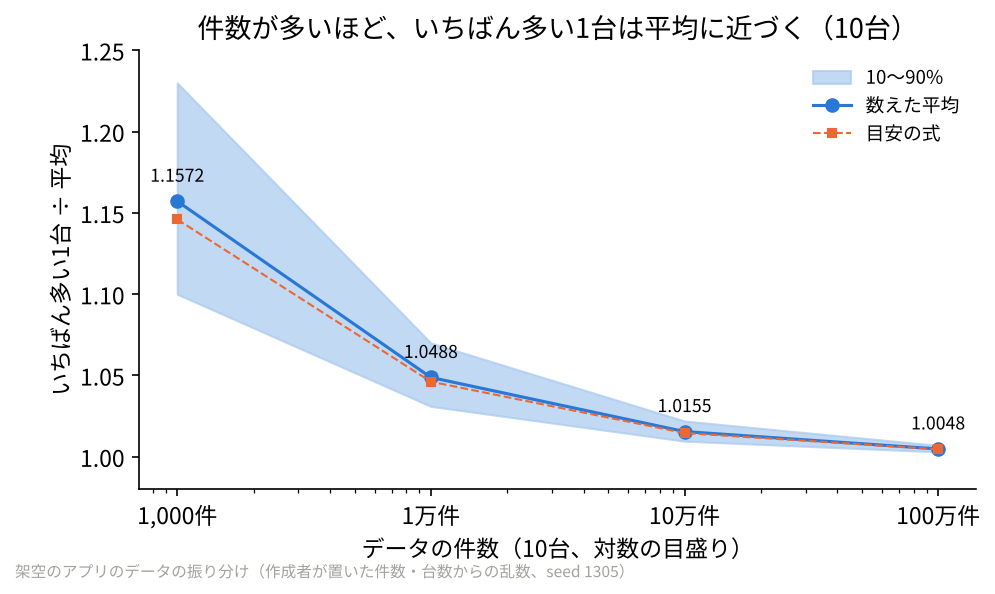 件数が多いほど、いちばん多い1台は平均に近づく（10台）
1.25
1.20
1.15
1.10
1.05
1.00
いちばん多い1台 ÷ 平均
10〜90%
数えた平均
目安の式
1.1572
1.0488
1.0155
1.0048
1,000件
1万件
10万件
100万件
データの件数（10台、対数の目盛り）
架空のアプリのデータの振り分け（作成者が置いた件数・台数からの乱数、seed 1305）